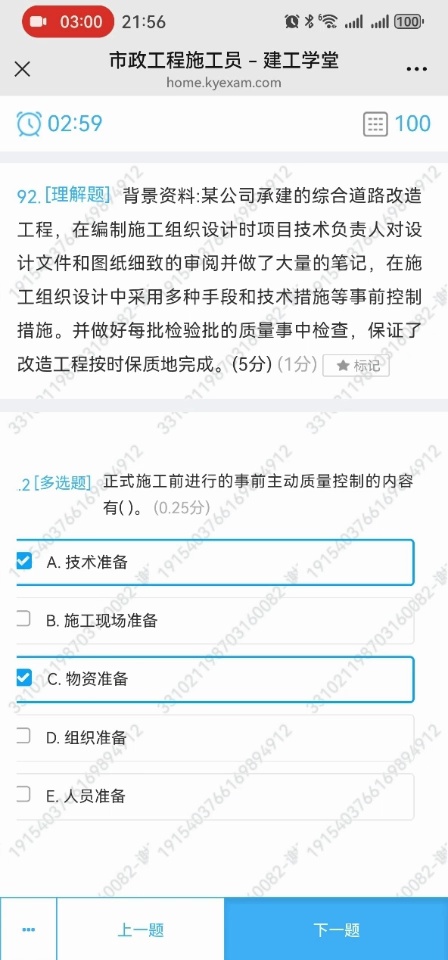 03:00 21:56 100
市政工程施工员 – 建工学堂
home.kyexam.com
02:59 100
92.[理解题] 背景资料:某公司承建的综合道路改造
工程，在编制施工组织设计时项目技术负责人对设
计文件和图纸细致的审阅并做了大量的笔记，在施
工组织设计中采用多种手段和技术措施等事前控制
措施。并做好每批检验批的质量事中检查，保证了
改造工程按时保质地完成。(5分) (1分) 标记
.2 [多选题] 正式施工前进行的事前主动质量控制的内容
有( )。 (0.25分)
A. 技术准备
B. 施工现场准备
C. 物资准备
D. 组织准备
E. 人员准备
上一题 下一题